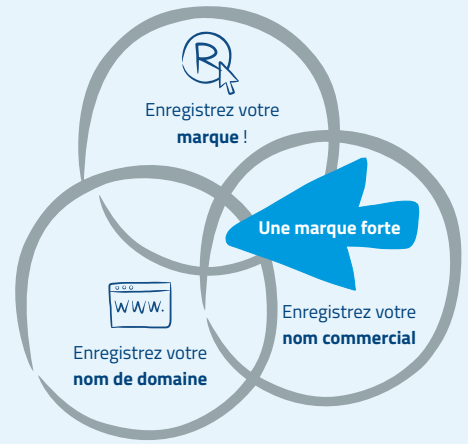 R
Enregistrez votre
marque !
Une marque forte
www.
Enregistrez votre
nom de domaine
Enregistrez votre
nom commercial